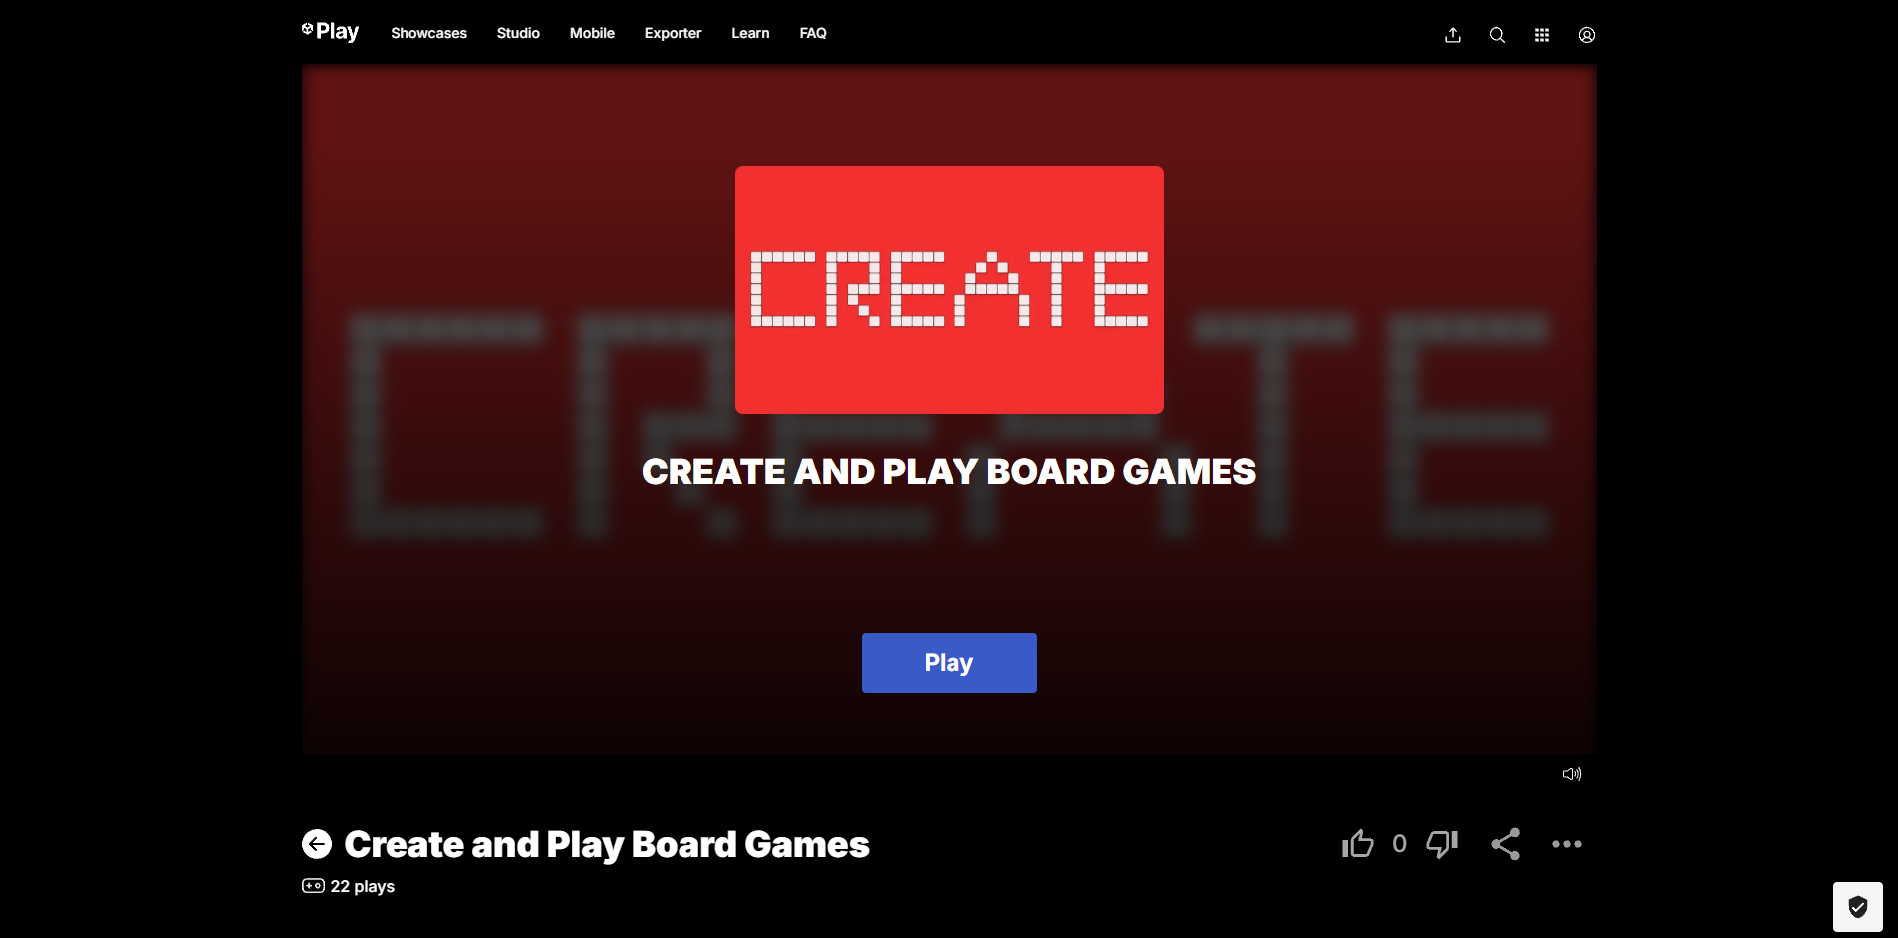 Play
Showcases
Studio
Mobile
Exporter
Learn
FAQ
CREATE
CREATE AND PLAY BOARD GAMES
Play
Create and Play Board Games
0
22 plays